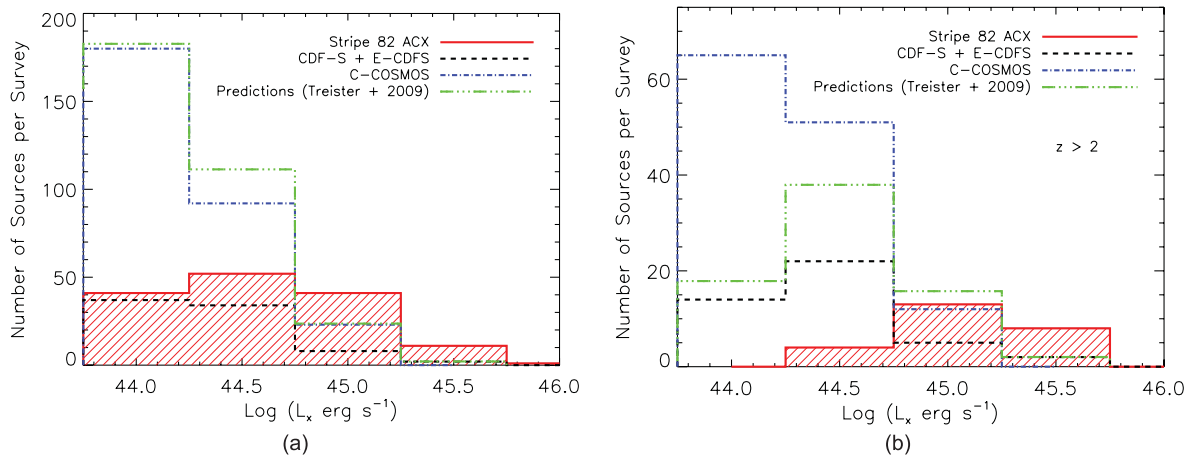 Number of Sources per Survey
200
150
100
50
0
Stripe 82 ACX
CDF-S + E-CDFS
C-COSMOS
Predictions (Treister + 2009)
44.0 44.5 45.0 45.5 46.0
Log (Lₓ erg s⁻¹)
(a)
Number of Sources per Survey
60
40
20
0
Stripe 82 ACX
CDF-S + E-CDFS
C-COSMOS
Predictions (Treister + 2009)
z > 2
44.0 44.5 45.0 45.5 46.0
Log (Lₓ erg s⁻¹)
(b)